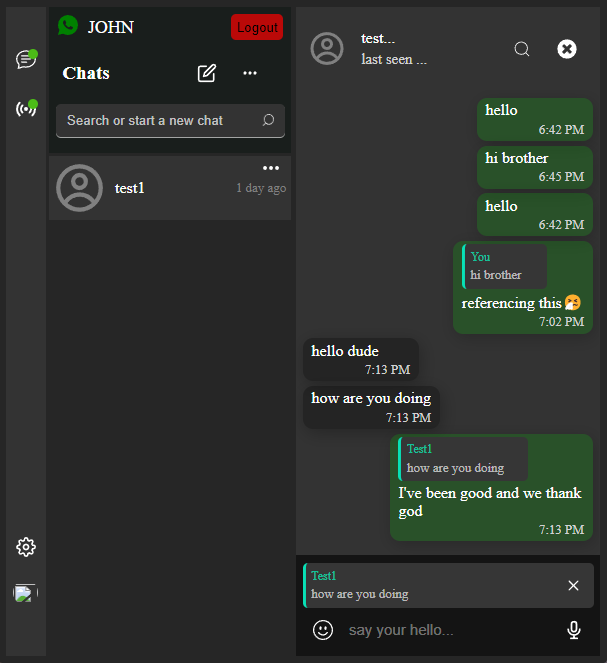 JOHN
Logout
Chats
Search or start a new chat
test1
1 day ago
test...
last seen ...
hello
6:42 PM
hi brother
6:45 PM
hello
6:42 PM
You
hi brother
referencing this🤧
7:02 PM
hello dude
7:13 PM
how are you doing
7:13 PM
Test1
how are you doing
I've been good and we thank
god
7:13 PM
Test1
how are you doing
say your hello...